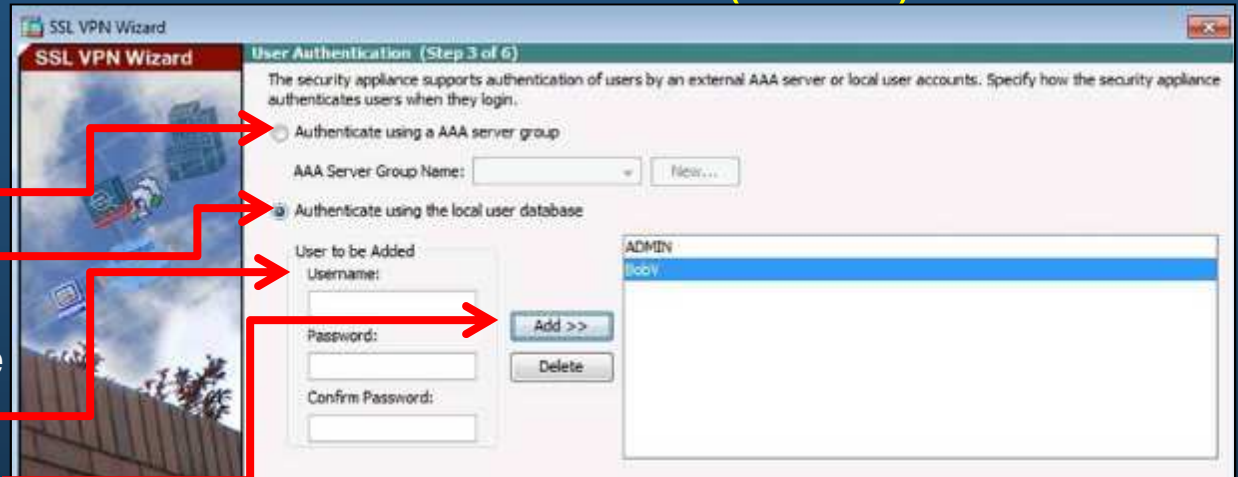 SSL VPN Wizard
SSL VPN Wizard
User Authentication (Step 3 of 6)
The security appliance supports authentication of users by an external AAA server or local user accounts. Specify how the security appliance
authenticates users when they login.
Authenticate using a AAA server group
AAA Server Group Name:
New...
Authenticate using the local user database
User to be Added
Username:
Password:
Confirm Password:
Add >>
Delete
ADMIN
BobV